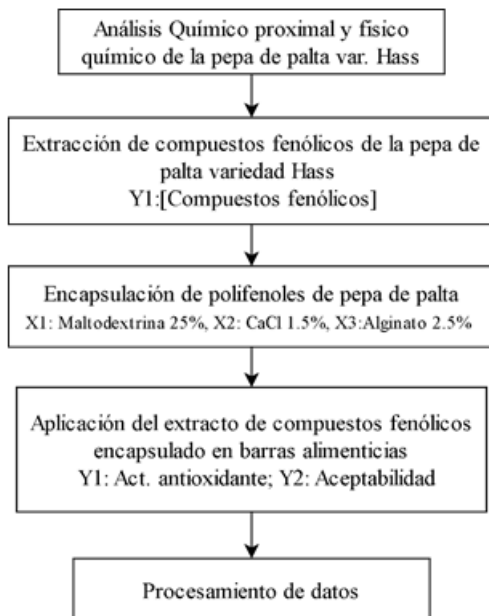 Análisis Químico proximal y físico
químico de la pepa de palta var. Hass
Extracción de compuestos fenólicos de la pepa de
palta variedad Hass
Y1:[Compuestos fenólicos]
Encapsulación de polifenoles de pepa de palta
X1: Maltodextrina 25%, X2: CaCl 1.5%, X3:Alginato 2.5%
Aplicación del extracto de compuestos fenólicos
encapsulado en barras alimenticias
Y1: Act. antioxidante; Y2: Aceptabilidad
Procesamiento de datos